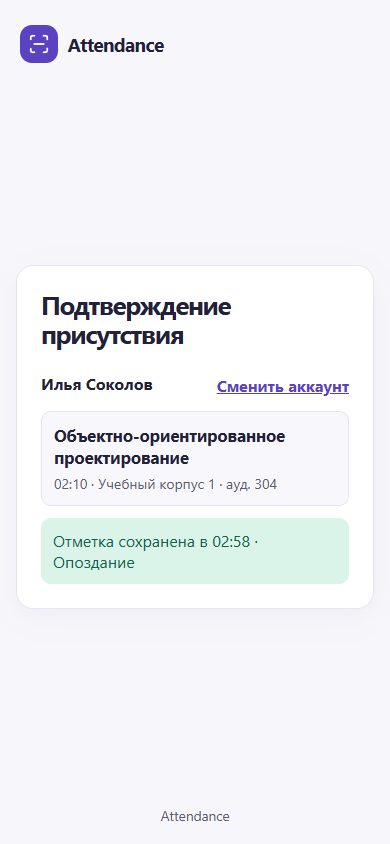 Attendance
Подтверждение
присутствия
Илья Соколов
Сменить аккаунт
Объектно-ориентированное
проектирование
02:10 · Учебный корпус 1 · ауд. 304
Отметка сохранена в 02:58 ·
Опоздание
Attendance